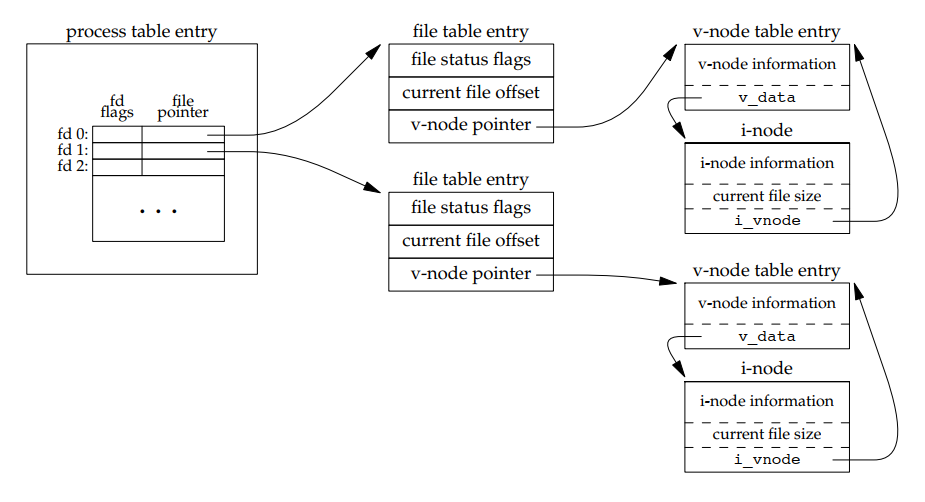 process table entry
fd
flags
file
pointer
fd 0:
fd 1:
fd 2:
. . .
file table entry
file status flags
current file offset
v-node pointer
file table entry
file status flags
current file offset
v-node pointer
v-node table entry
v-node information
v_data
i-node
i-node information
current file size
i_vnode
v-node table entry
v-node information
v_data
i-node
i-node information
current file size
i_vnode